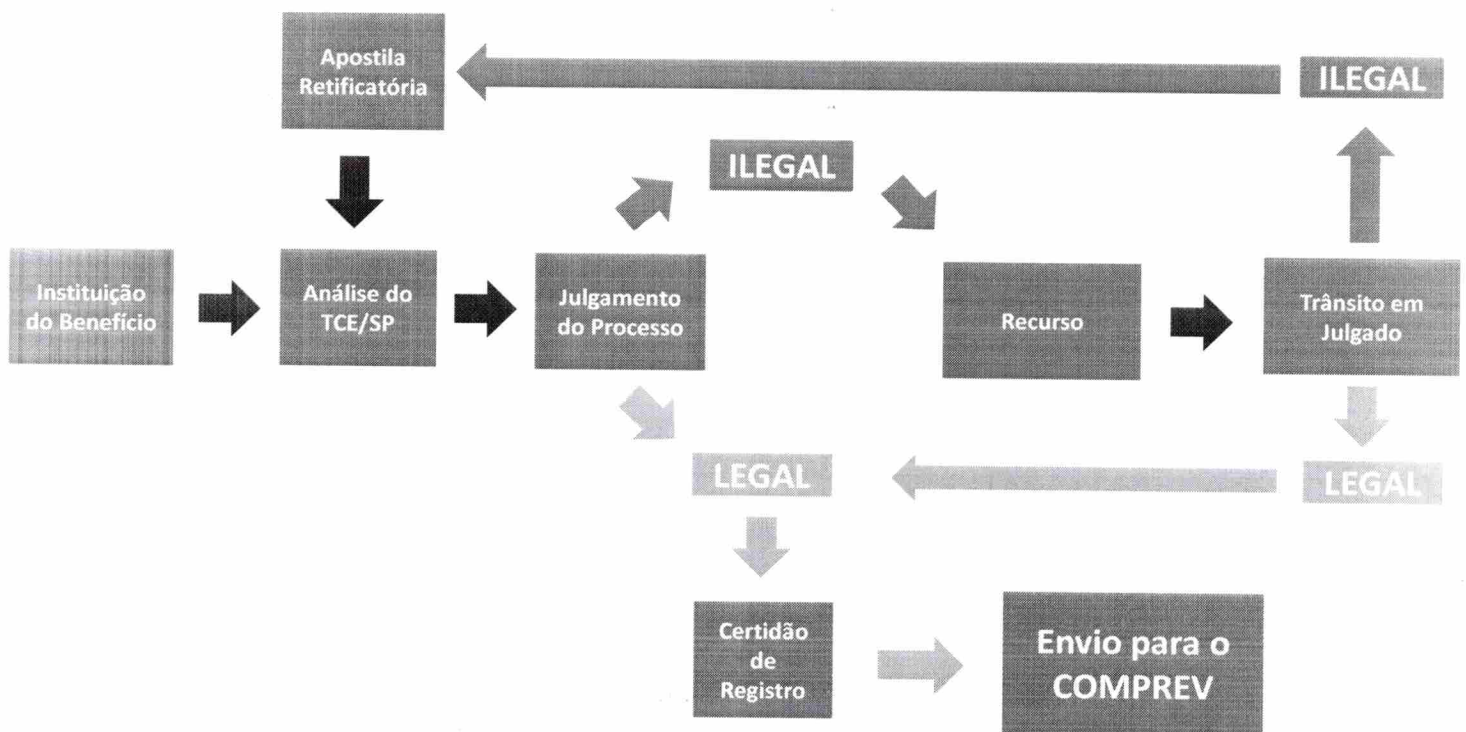 Apostila
Retificatória
ILEGAL
ILEGAL
Instituição
do Benefício
Análise do
TCE/SP
Julgamento
do Processo
Recurso
Trânsito em
Julgado
LEGAL
LEGAL
Certidão
de
Registro
Envio para o
COMPREV